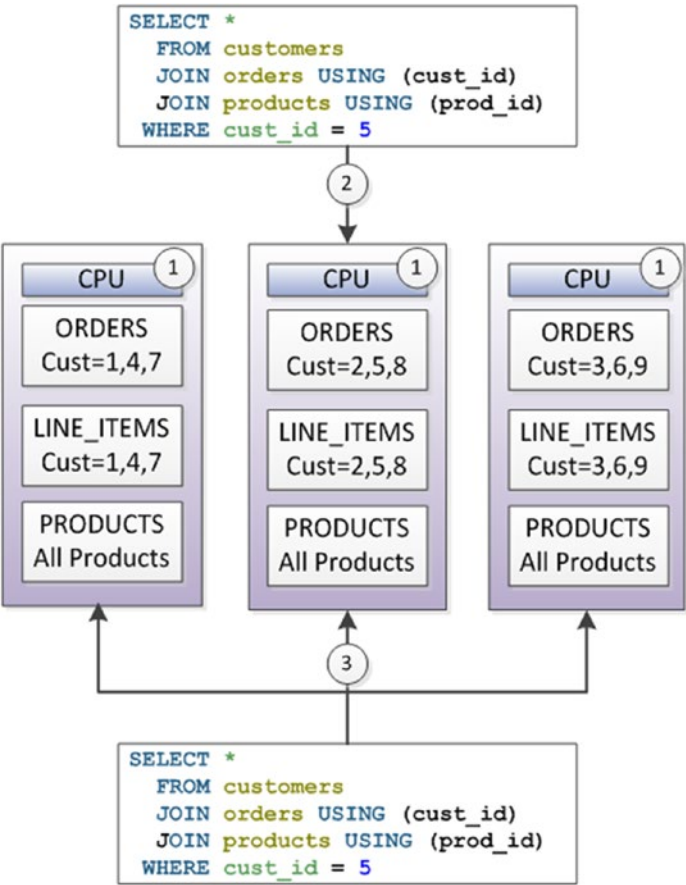 SELECT *
FROM customers
JOIN orders USING (cust_id)
JOIN products USING (prod_id)
WHERE cust_id = 5
2
CPU
1
ORDERS
Cust=1,4,7
LINE_ITEMS
Cust=1,4,7
PRODUCTS
All Products
CPU
1
ORDERS
Cust=2,5,8
LINE_ITEMS
Cust=2,5,8
PRODUCTS
All Products
CPU
1
ORDERS
Cust=3,6,9
LINE_ITEMS
Cust=3,6,9
PRODUCTS
All Products
3
SELECT *
FROM customers
JOIN orders USING (cust_id)
JOIN products USING (prod_id)
WHERE cust_id = 5